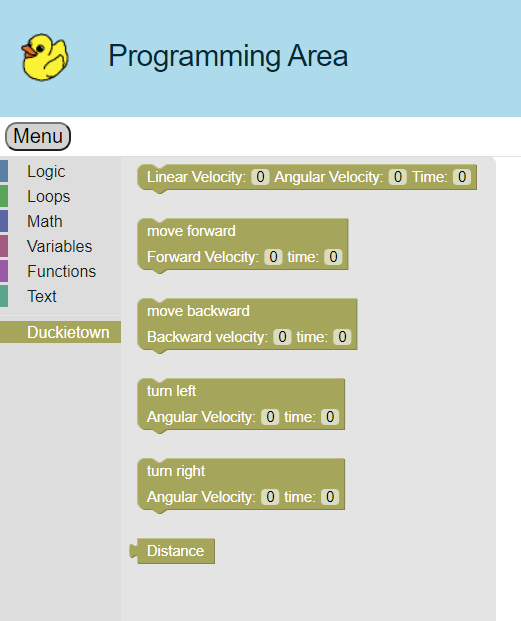 Programming Area
Menu
Logic
Loops
Math
Variables
Functions
Text
Duckietown
Linear Velocity: 0 Angular Velocity: 0 Time: 0
move forward
Forward Velocity: 0 time: 0
move backward
Backward velocity: 0 time: 0
turn left
Angular Velocity: 0 time: 0
turn right
Angular Velocity: 0 time: 0
Distance